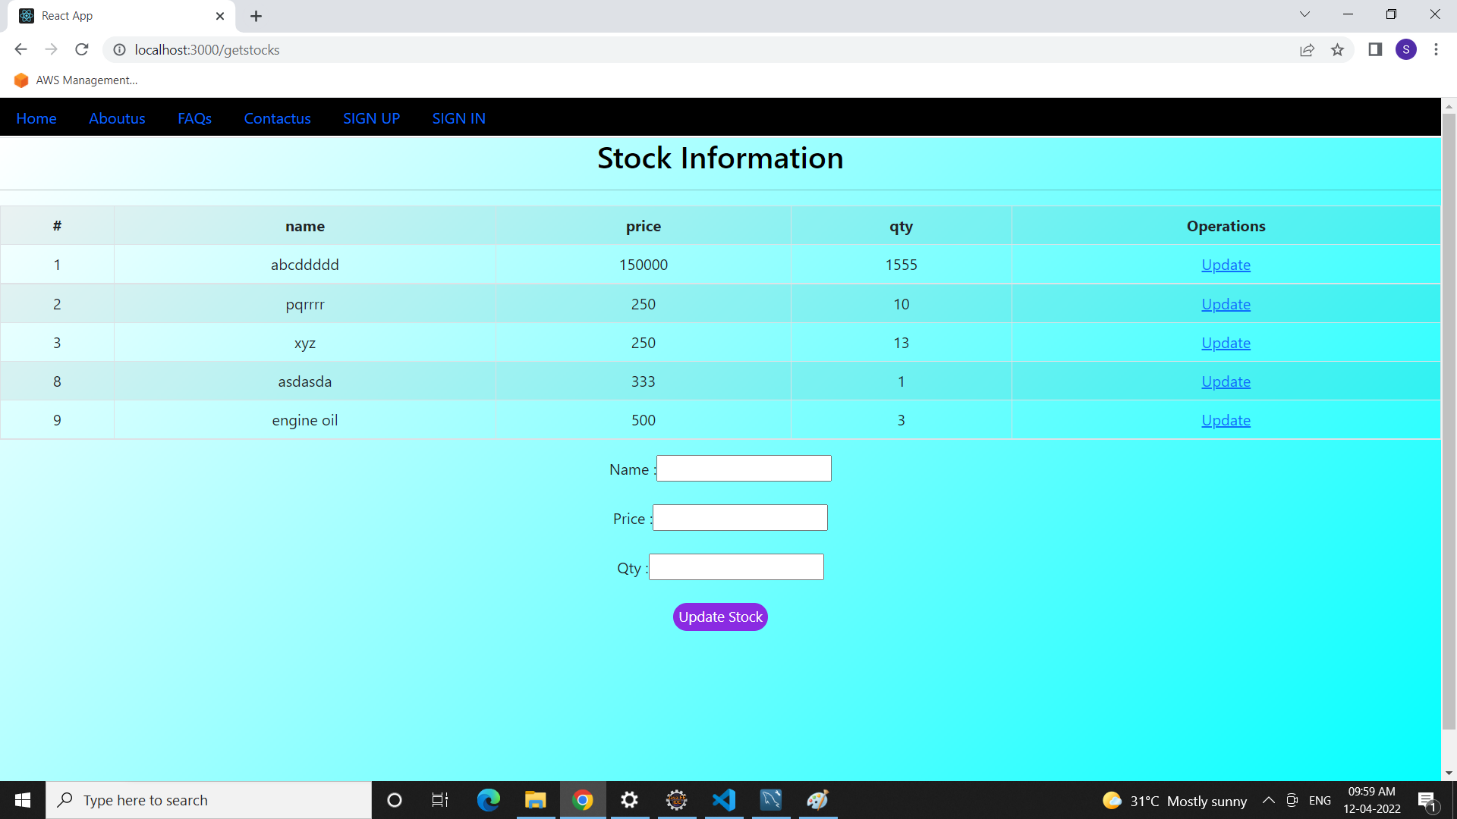 React App
localhost:3000/getstocks
S
AWS Management...
Home Aboutus FAQs Contactus SIGN UP SIGN IN
Stock Information
# name price qty Operations
1 abcddddd 150000 1555 Update
2 pqrrrr 250 10 Update
3 xyz 250 13 Update
8 asdasda 333 1 Update
9 engine oil 500 3 Update
Name :
Price :
Qty :
Update Stock
Type here to search
31°C Mostly sunny
ENG
09:59 AM
12-04-2022
1